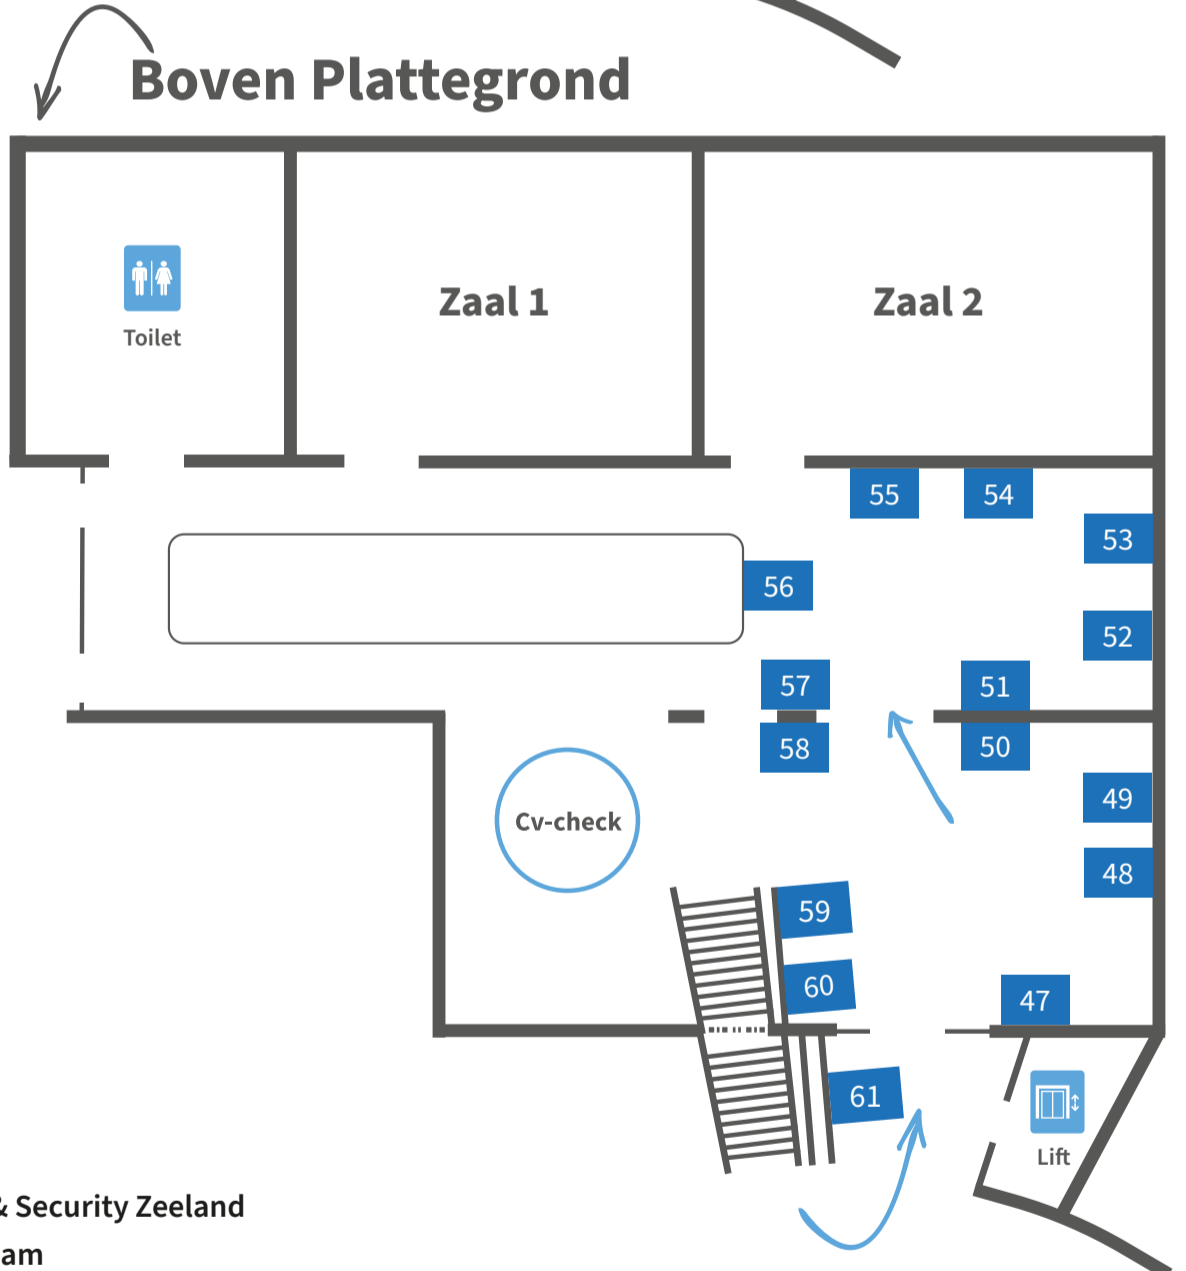 Boven Plattegrond
Toilet
Zaal 1
Zaal 2
55
54
53
56
52
57
51
58
50
49
Cv-check
48
59
60
47
61
Lift
& Security Zeeland
am